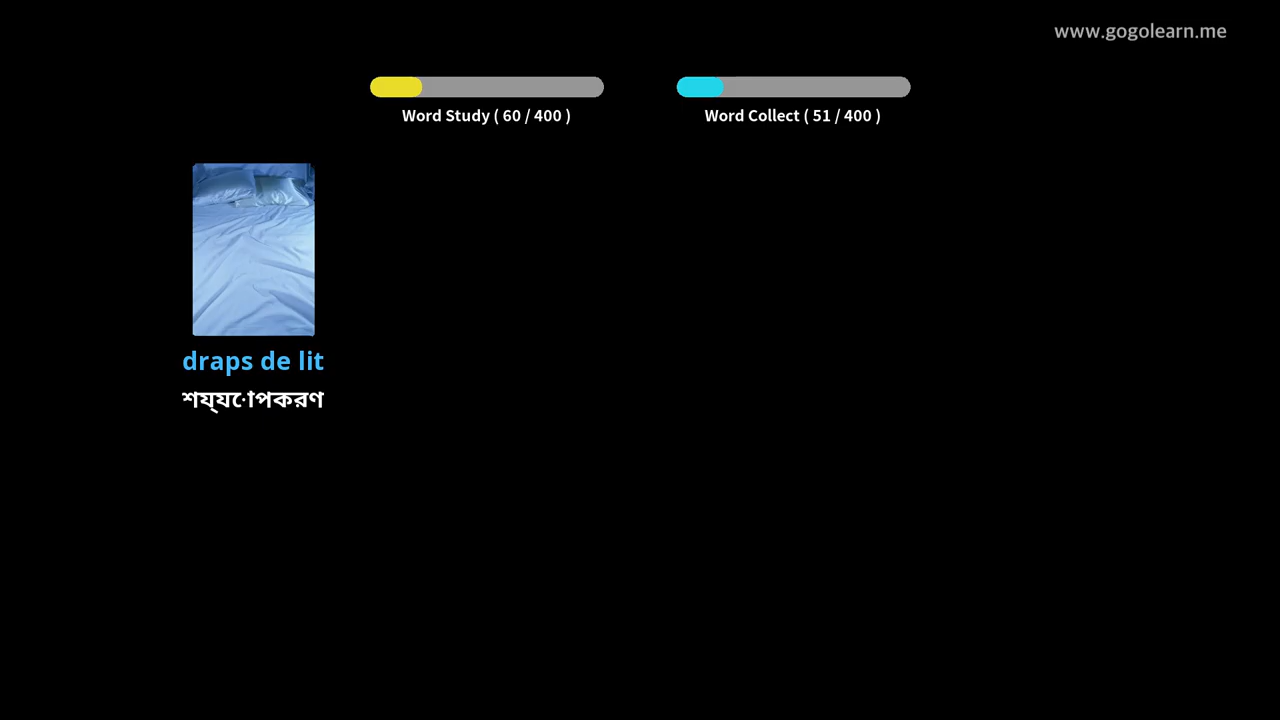 www.gogolearn.me
Word Study ( 60 / 400 )
Word Collect ( 51 / 400 )
draps de lit
শয্যোপকরণ